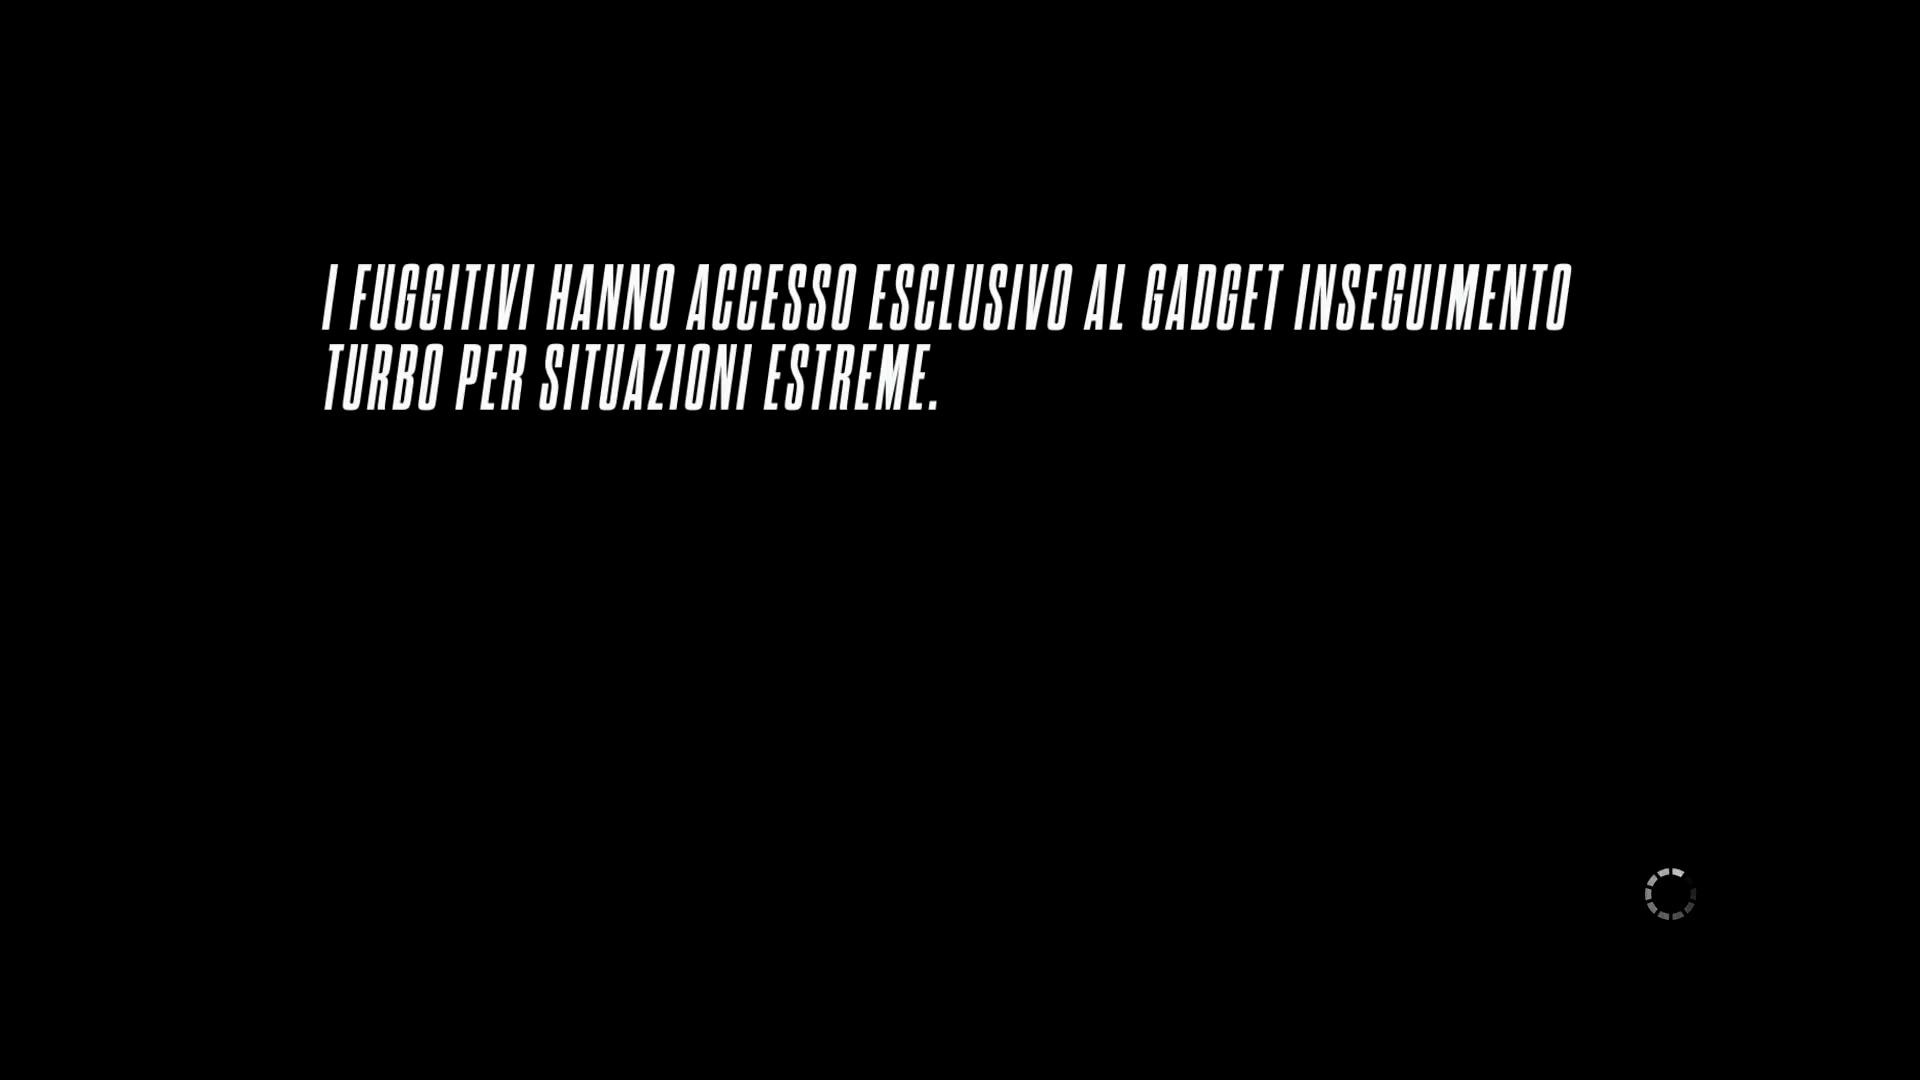 I FUGGITIVI HANNO ACCESSO ESCLUSIVO AL GADGET INSEGUIMENTO
TURBO PER SITUAZIONI ESTREME.